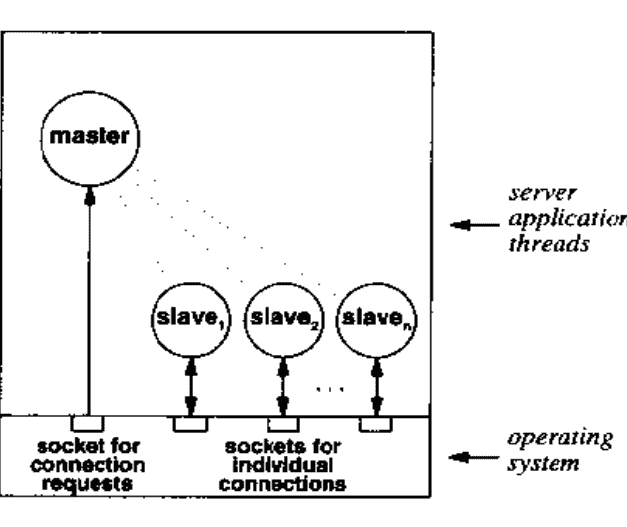 master
server
application
threads
slave1 slave2 slaven
...
socket for
connection
requests
sockets for
individual
connections
operating
system